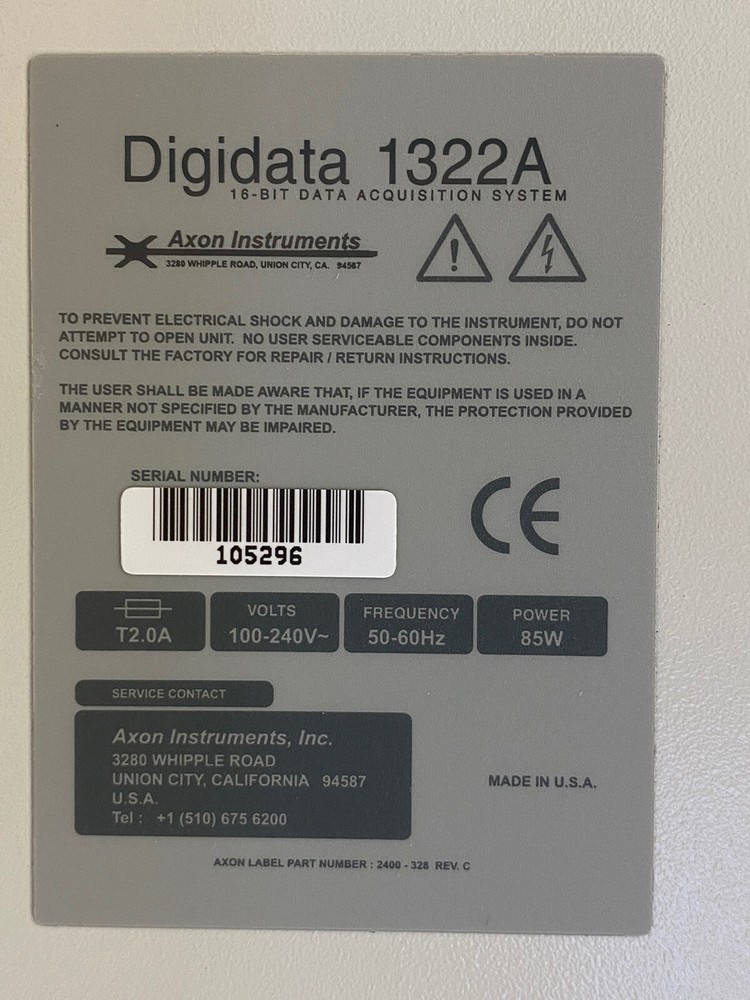 Digidata 1322A
16-BIT DATA ACQUISITION SYSTEM
Axon Instruments
3280 WHIPPLE ROAD, UNION CITY, CA. 94587
TO PREVENT ELECTRICAL SHOCK AND DAMAGE TO THE INSTRUMENT, DO NOT
ATTEMPT TO OPEN UNIT. NO USER SERVICEABLE COMPONENTS INSIDE.
CONSULT THE FACTORY FOR REPAIR / RETURN INSTRUCTIONS.
THE USER SHALL BE MADE AWARE THAT, IF THE EQUIPMENT IS USED IN A
MANNER NOT SPECIFIED BY THE MANUFACTURER, THE PROTECTION PROVIDED
BY THE EQUIPMENT MAY BE IMPAIRED.
SERIAL NUMBER:
105296
CE
T2.0A
VOLTS
100-240V~
FREQUENCY
50-60Hz
POWER
85W
SERVICE CONTACT
Axon Instruments, Inc.
3280 WHIPPLE ROAD
UNION CITY, CALIFORNIA 94587
U.S.A.
Tel : +1 (510) 675 6200
MADE IN U.S.A.
AXON LABEL PART NUMBER : 2400 - 328 REV. C